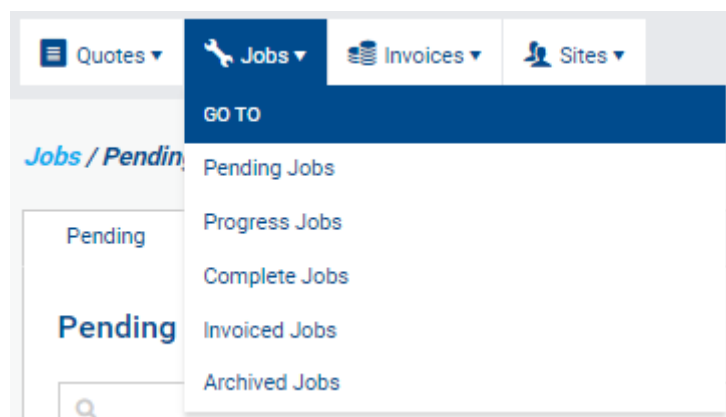 Quotes ▾ Jobs ▾ Invoices ▾ Sites ▾
GO TO
Jobs / Pending
Pending Jobs
Progress Jobs
Pending
Complete Jobs
Pending
Invoiced Jobs
Archived Jobs